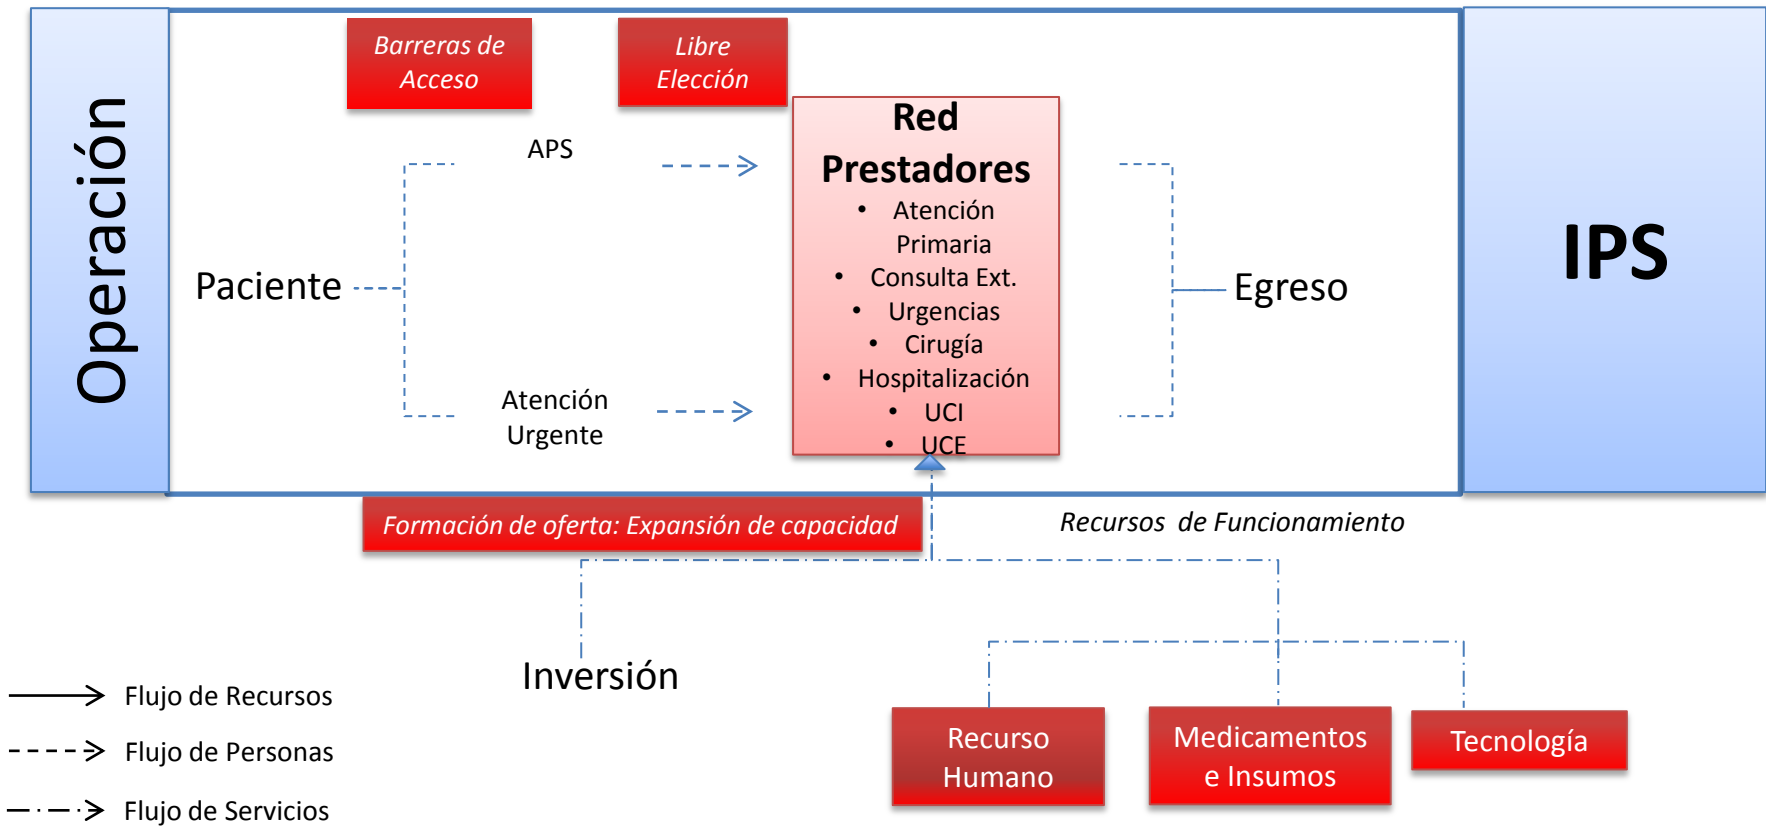 Operación
Barreras de
Acceso
Libre
Elección
APS
Paciente
Atención
Urgente
Red
Prestadores
• Atención
Primaria
• Consulta Ext.
• Urgencias
• Cirugía
• Hospitalización
• UCI
• UCE
Egreso
IPS
Formación de oferta: Expansión de capacidad
Recursos de Funcionamiento
Inversión
Recurso
Humano
Medicamentos
e Insumos
Tecnología
Flujo de Recursos
Flujo de Personas
Flujo de Servicios